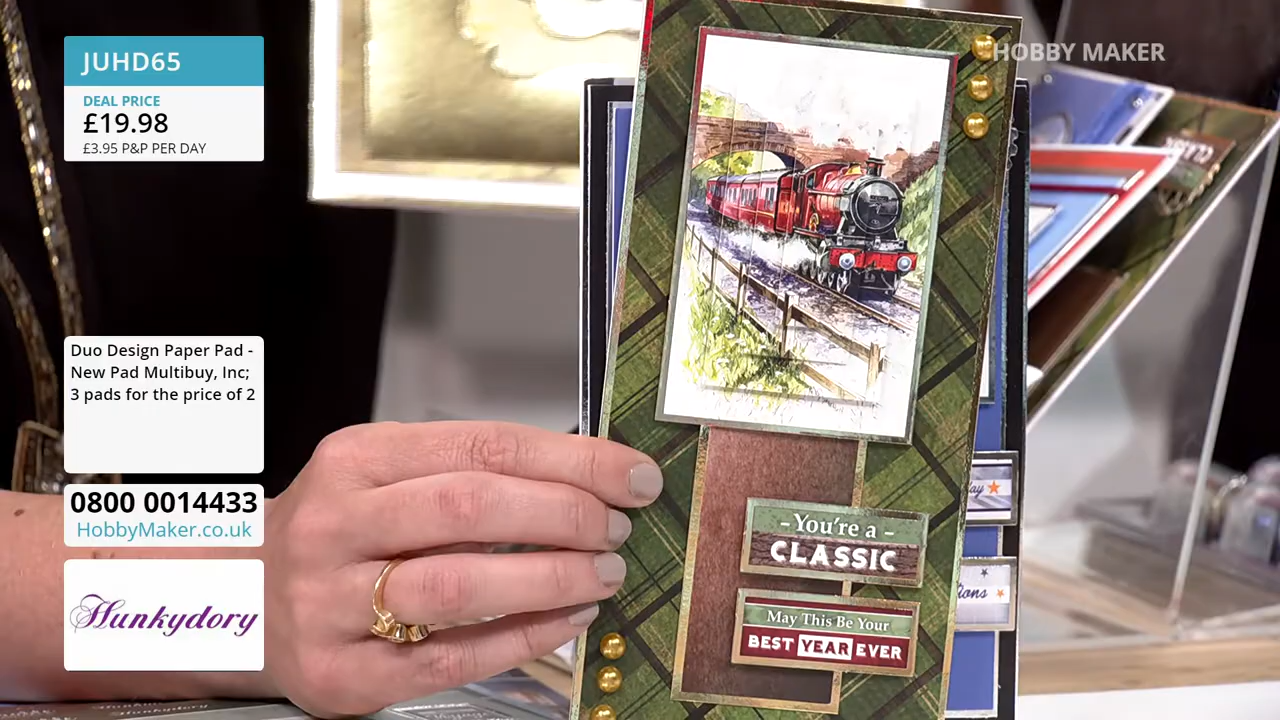 JUHD65
DEAL PRICE
£19.98
£3.95 P&P PER DAY
Duo Design Paper Pad -
New Pad Multibuy, Inc;
3 pads for the price of 2
0800 0014433
HobbyMaker.co.uk
Hunkydory
HOBBY MAKER
- You're a -
CLASSIC
May This Be Your
BEST YEAR EVER